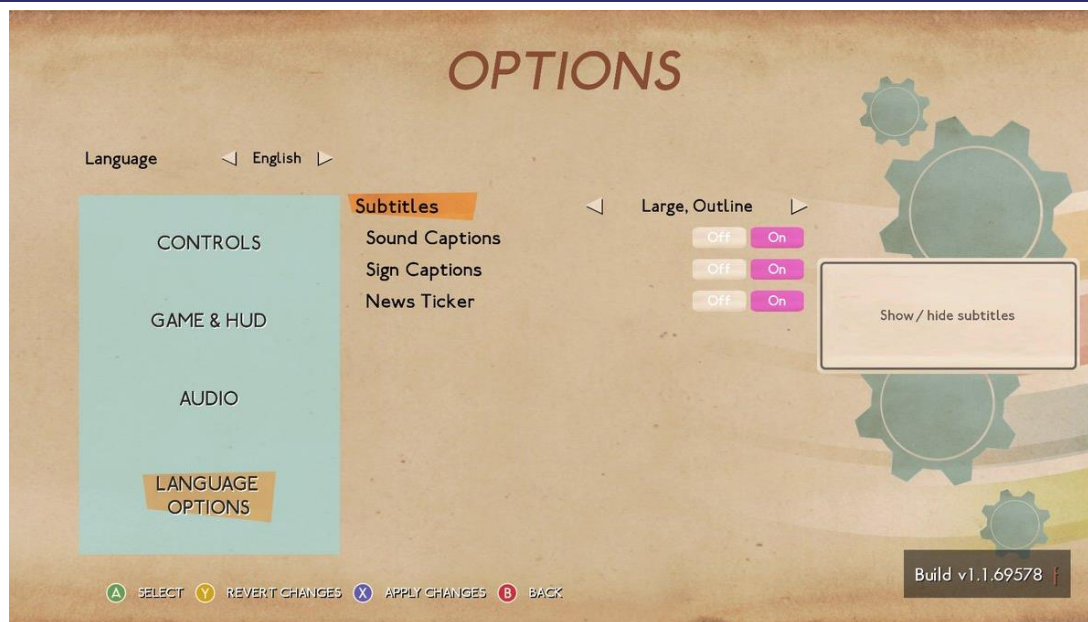 OPTIONS
Language English
CONTROLS
GAME & HUD
AUDIO
LANGUAGE
OPTIONS
Subtitles Large, Outline
Sound Captions Off On
Sign Captions Off On
News Ticker Off On
Show / hide subtitles
A SELECT Y REVERT CHANGES X APPLY CHANGES B BACK
Build v1.1.69578 f